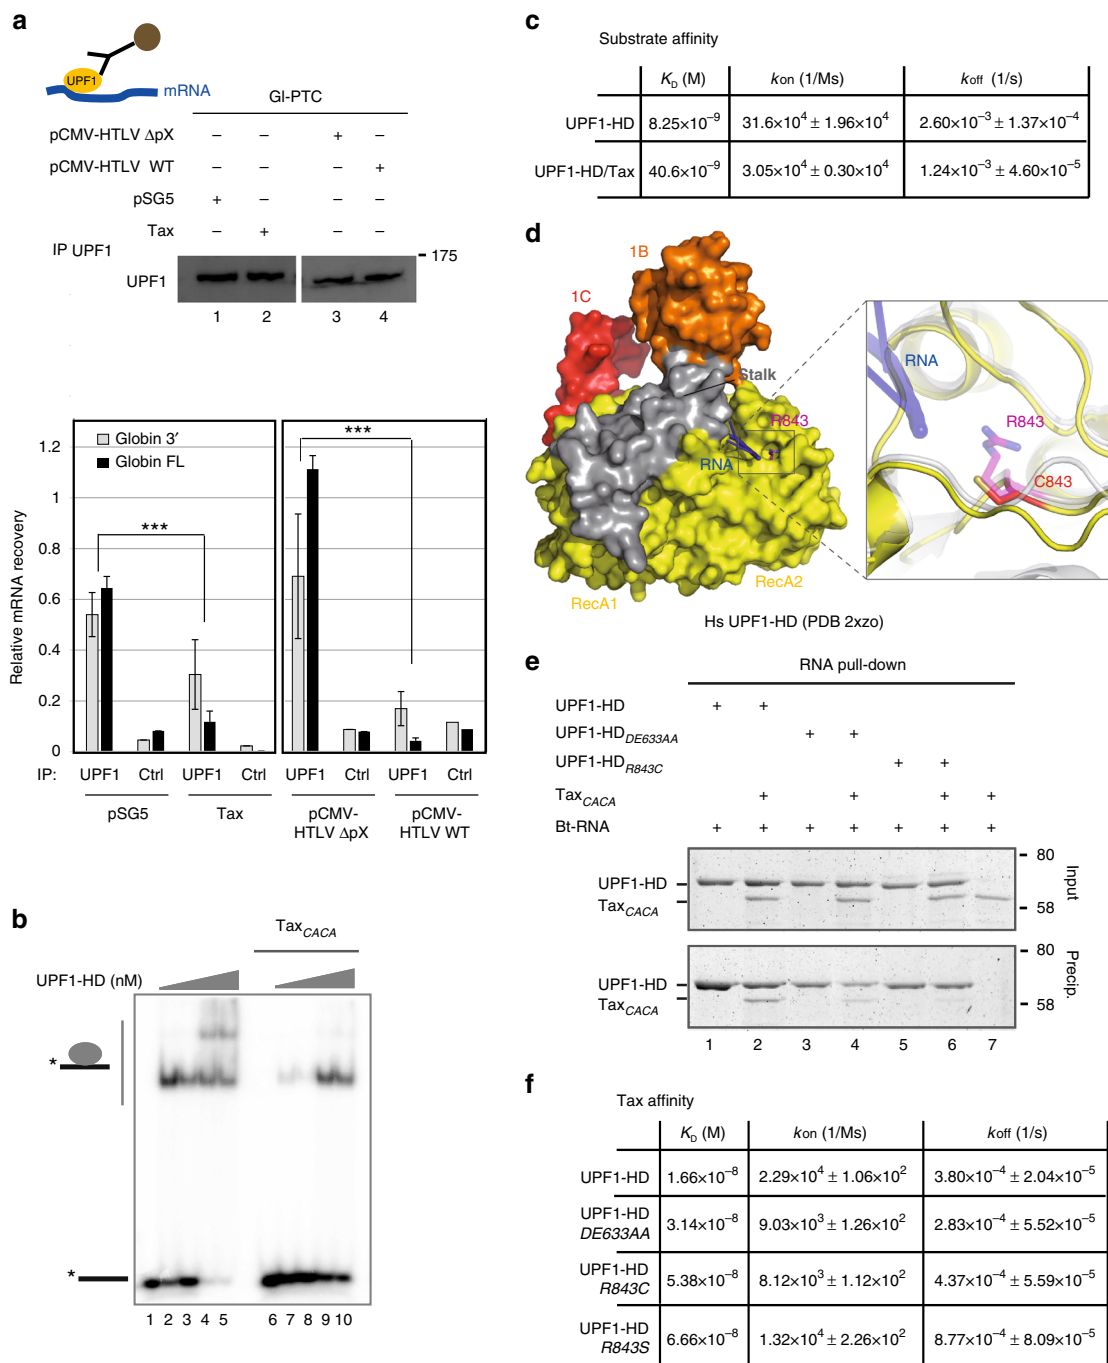 a
UPF1
mRNA
GI-PTC
pCMV-HTLV ΔpX – – + –
pCMV-HTLV WT – – – +
pSG5 + – – –
Tax – + – –
IP UPF1
175
UPF1
1 2 3 4
Relative mRNA recovery
1.2
1
0.8
0.6
0.4
0.2
0
Globin 3′
Globin FL
***
***
IP: UPF1 Ctrl UPF1 Ctrl UPF1 Ctrl UPF1 Ctrl
pSG5 Tax pCMV-HTLV ΔpX pCMV-HTLV WT
b
TaxCACA
UPF1-HD (nM)
*
*
1 2 3 4 5 6 7 8 9 10
c
Substrate affinity
KD (M) kon (1/Ms) koff (1/s)
UPF1-HD 8.25×10⁻⁹ 31.6×10⁴ ± 1.96×10⁴ 2.60×10⁻³ ± 1.37×10⁻⁴
UPF1-HD/Tax 40.6×10⁻⁹ 3.05×10⁴ ± 0.30×10⁴ 1.24×10⁻³ ± 4.60×10⁻⁵
d
1B
1C
Stalk
R843
RNA
RecA2
RecA1
RNA
R843
C843
Hs UPF1-HD (PDB 2xzo)
e
RNA pull-down
UPF1-HD + +
UPF1-HDDE633AA + +
UPF1-HDR843C + +
TaxCACA + + + +
Bt-RNA + + + + + + +
80
UPF1-HD
TaxCACA
58
Input
80
UPF1-HD
TaxCACA
58
Precip.
1 2 3 4 5 6 7
f
Tax affinity
KD (M) kon (1/Ms) koff (1/s)
UPF1-HD 1.66×10⁻⁸ 2.29×10⁴ ± 1.06×10² 3.80×10⁻⁴ ± 2.04×10⁻⁵
UPF1-HD DE633AA 3.14×10⁻⁸ 9.03×10³ ± 1.26×10² 2.83×10⁻⁴ ± 5.52×10⁻⁵
UPF1-HD R843C 5.38×10⁻⁸ 8.12×10³ ± 1.12×10² 4.37×10⁻⁴ ± 5.59×10⁻⁵
UPF1-HD R843S 6.66×10⁻⁸ 1.32×10⁴ ± 2.26×10² 8.77×10⁻⁴ ± 8.09×10⁻⁵